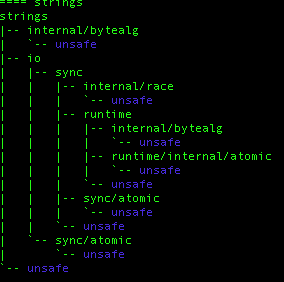 ==== strings
strings
|-- internal/bytealg
|   `-- unsafe
|-- io
|   |-- sync
|   |   |-- internal/race
|   |   |   `-- unsafe
|   |   |-- runtime
|   |   |   |-- internal/bytealg
|   |   |   |   `-- unsafe
|   |   |   |-- runtime/internal/atomic
|   |   |   |   `-- unsafe
|   |   |   `-- unsafe
|   |   |-- sync/atomic
|   |   |   `-- unsafe
|   |   `-- unsafe
|   `-- sync/atomic
|       `-- unsafe
`-- unsafe